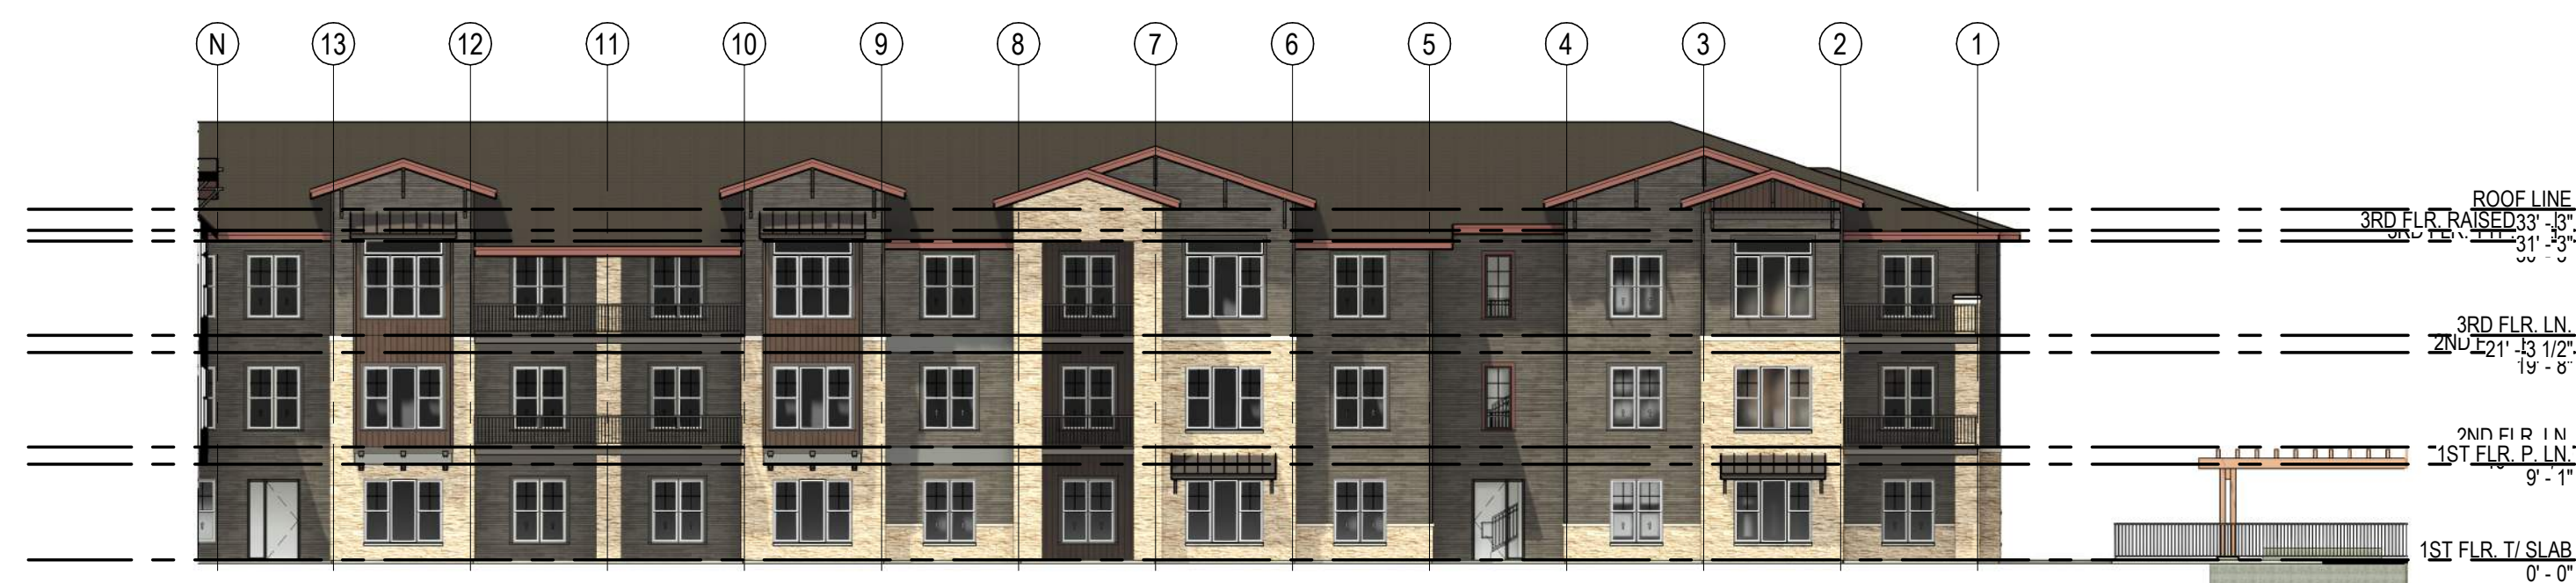 N 13 12 11 10 9 8 7 6 5 4 3 2 1
ROOF LINE
33' - 3"
3RD FLR. RAISED
31' - 3"
3RD FLR. LN.
21' - 3 1/2"
19' - 8"
2ND FLR. LN.
1ST FLR. P. LN.
9' - 1"
1ST FLR. T/ SLAB
0' - 0"